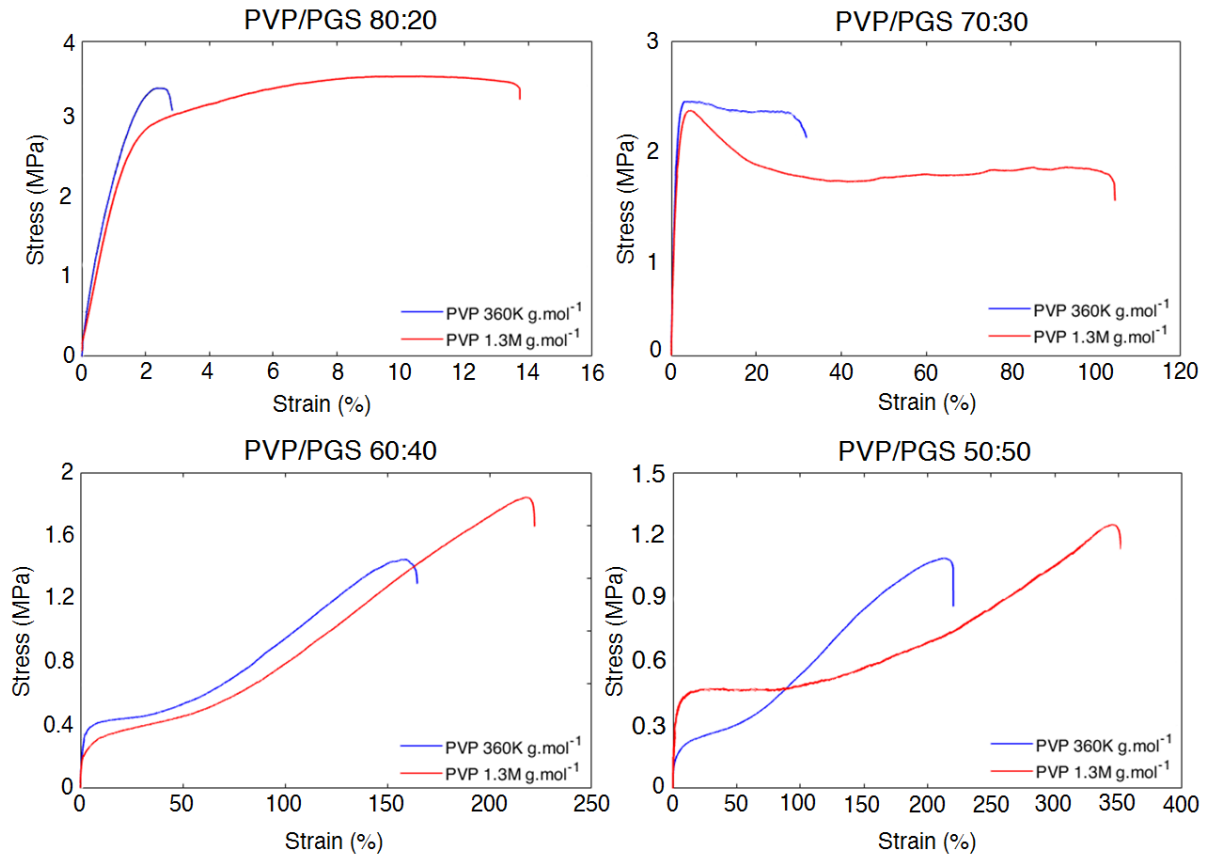 PVP/PGS 80:20
4
3
2
1
0
Stress (MPa)
0 2 4 6 8 10 12 14 16
Strain (%)
PVP 360K g.mol⁻¹
PVP 1.3M g.mol⁻¹
PVP/PGS 70:30
3
2
1
0
Stress (MPa)
0 20 40 60 80 100 120
Strain (%)
PVP 360K g.mol⁻¹
PVP 1.3M g.mol⁻¹
PVP/PGS 60:40
2
1.6
1.2
0.8
0.4
0
Stress (MPa)
0 50 100 150 200 250
Strain (%)
PVP 360K g.mol⁻¹
PVP 1.3M g.mol⁻¹
PVP/PGS 50:50
1.5
1.2
0.9
0.6
0.3
0
Stress (MPa)
0 50 100 150 200 250 300 350 400
Strain (%)
PVP 360K g.mol⁻¹
PVP 1.3M g.mol⁻¹